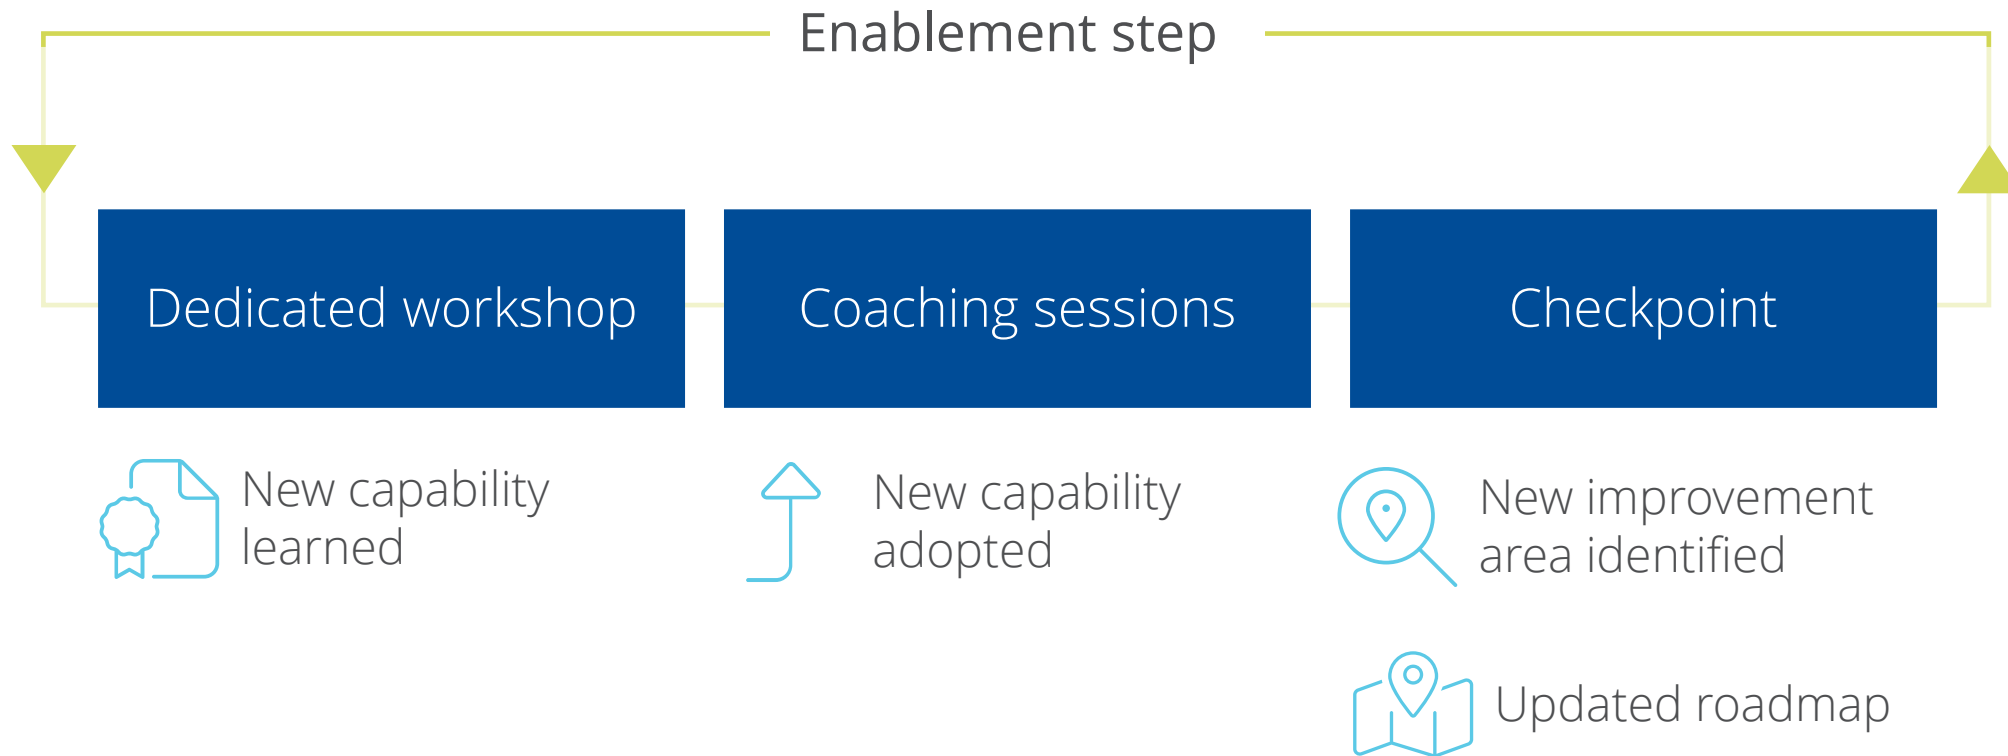 Enablement step
Dedicated workshop
Coaching sessions
Checkpoint
New capability
learned
New capability
adopted
New improvement
area identified
Updated roadmap